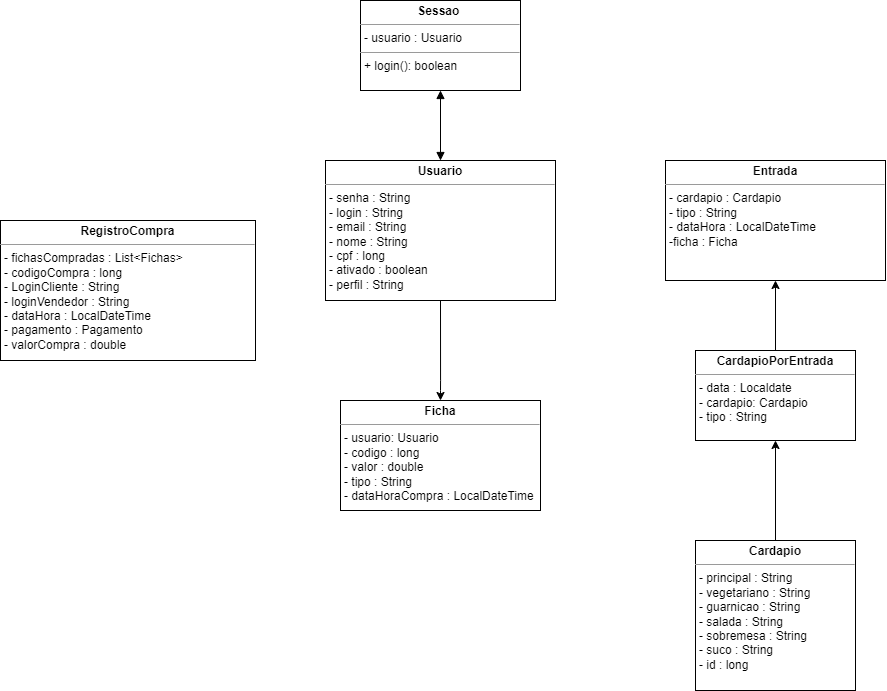 Sessao
- usuario : Usuario
+ login(): boolean
Usuario
- senha : String
- login : String
- email : String
- nome : String
- cpf : long
- ativado : boolean
- perfil : String
Entrada
- cardapio : Cardapio
- tipo : String
- dataHora : LocalDateTime
-ficha : Ficha
RegistroCompra
- fichasCompradas : List<Fichas>
- codigoCompra : long
- LoginCliente : String
- loginVendedor : String
- dataHora : LocalDateTime
- pagamento : Pagamento
- valorCompra : double
CardapioPorEntrada
- data : Localdate
- cardapio: Cardapio
- tipo : String
Ficha
- usuario: Usuario
- codigo : long
- valor : double
- tipo : String
- dataHoraCompra : LocalDateTime
Cardapio
- principal : String
- vegetariano : String
- guarnicao : String
- salada : String
- sobremesa : String
- suco : String
- id : long